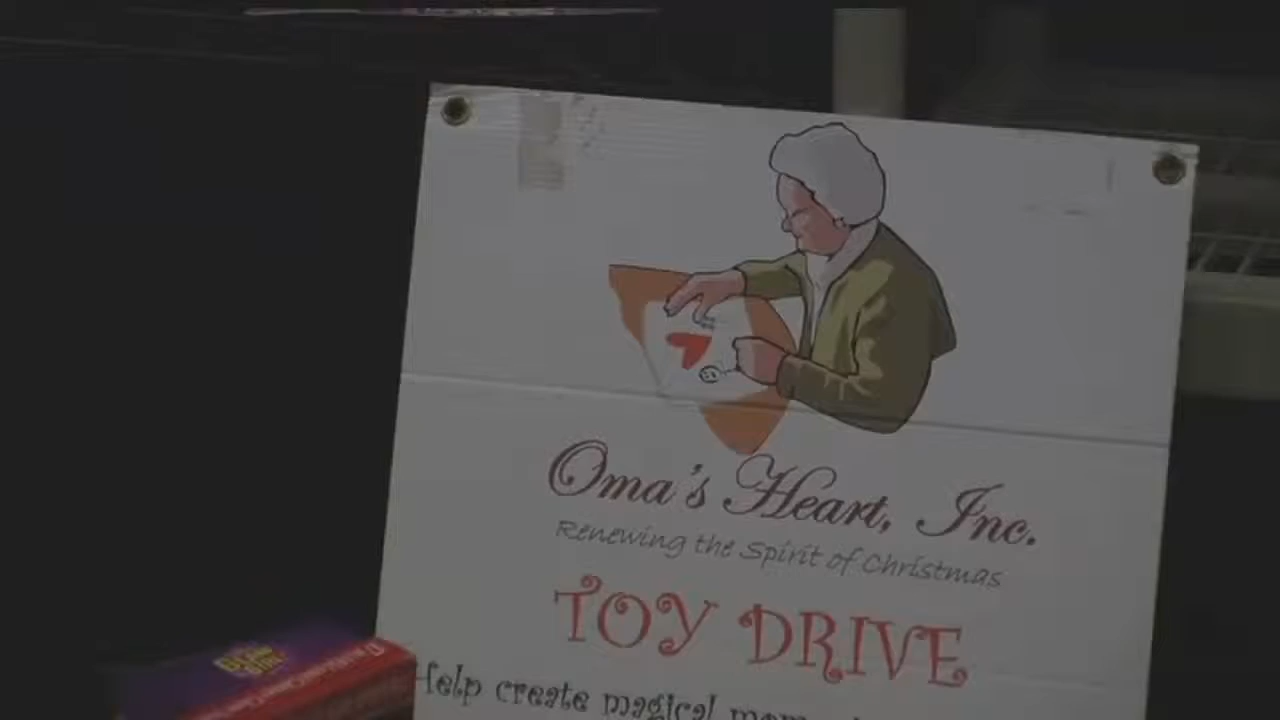 Oma's Heart, Inc.
Renewing the Spirit of Christmas
TOY DRIVE
Help create magical